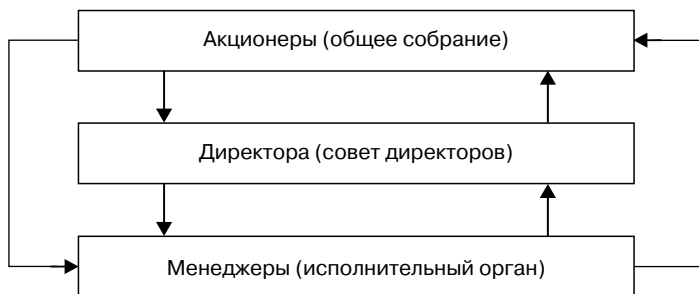 Акционеры (общее собрание)
Директора (совет директоров)
Менеджеры (исполнительный орган)